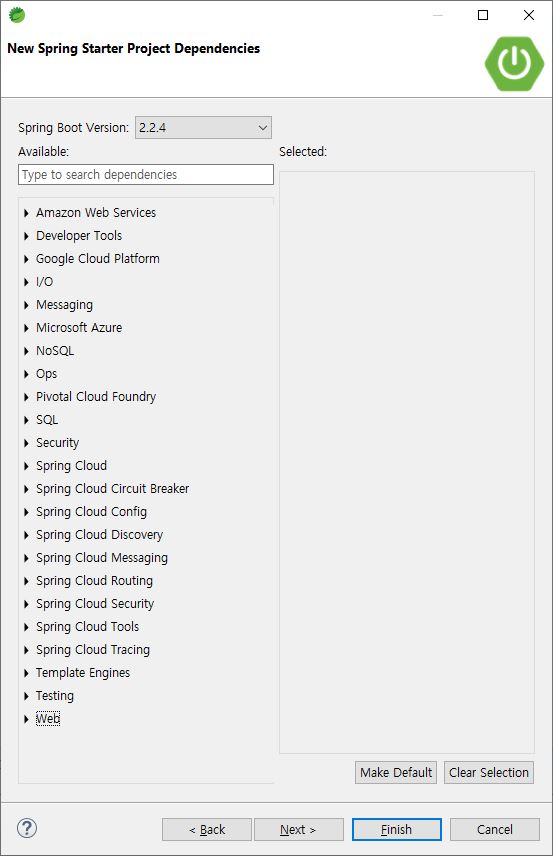 New Spring Starter Project Dependencies
Spring Boot Version: 2.2.4
Available: Selected:
Type to search dependencies
Amazon Web Services
Developer Tools
Google Cloud Platform
I/O
Messaging
Microsoft Azure
NoSQL
Ops
Pivotal Cloud Foundry
SQL
Security
Spring Cloud
Spring Cloud Circuit Breaker
Spring Cloud Config
Spring Cloud Discovery
Spring Cloud Messaging
Spring Cloud Routing
Spring Cloud Security
Spring Cloud Tools
Spring Cloud Tracing
Template Engines
Testing
Web
Make Default Clear Selection
? < Back Next > Finish Cancel